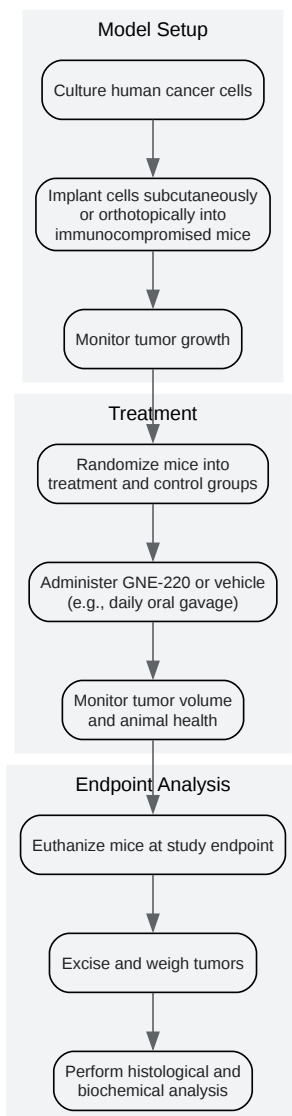 Model Setup
Culture human cancer cells
Implant cells subcutaneously
or orthotopically into
immunocompromised mice
Monitor tumor growth
Treatment
Randomize mice into
treatment and control groups
Administer GNE-220 or vehicle
(e.g., daily oral gavage)
Monitor tumor volume
and animal health
Endpoint Analysis
Euthanize mice at study endpoint
Excise and weigh tumors
Perform histological and
biochemical analysis